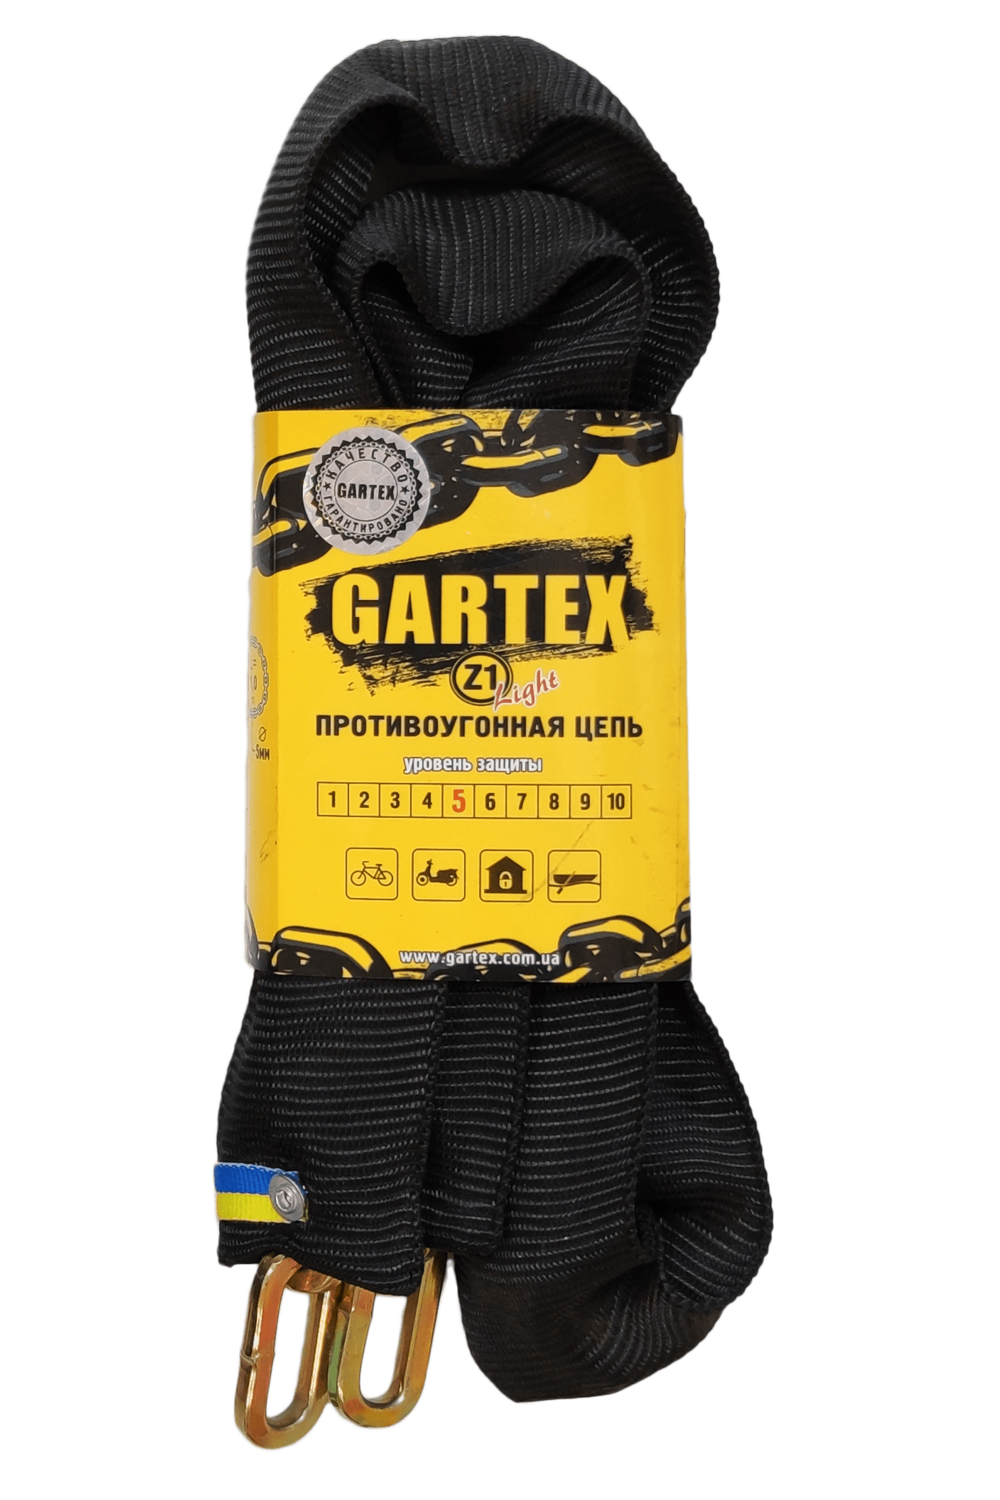 КАЧЕСТВО
GARTEX
ГАРАНТИРОВАНО
GARTEX
Z1 Light
ПРОТИВОУГОННАЯ ЦЕПЬ
уровень защиты
1 2 3 4 5 6 7 8 9 10
5мм
www.gartex.com.ua